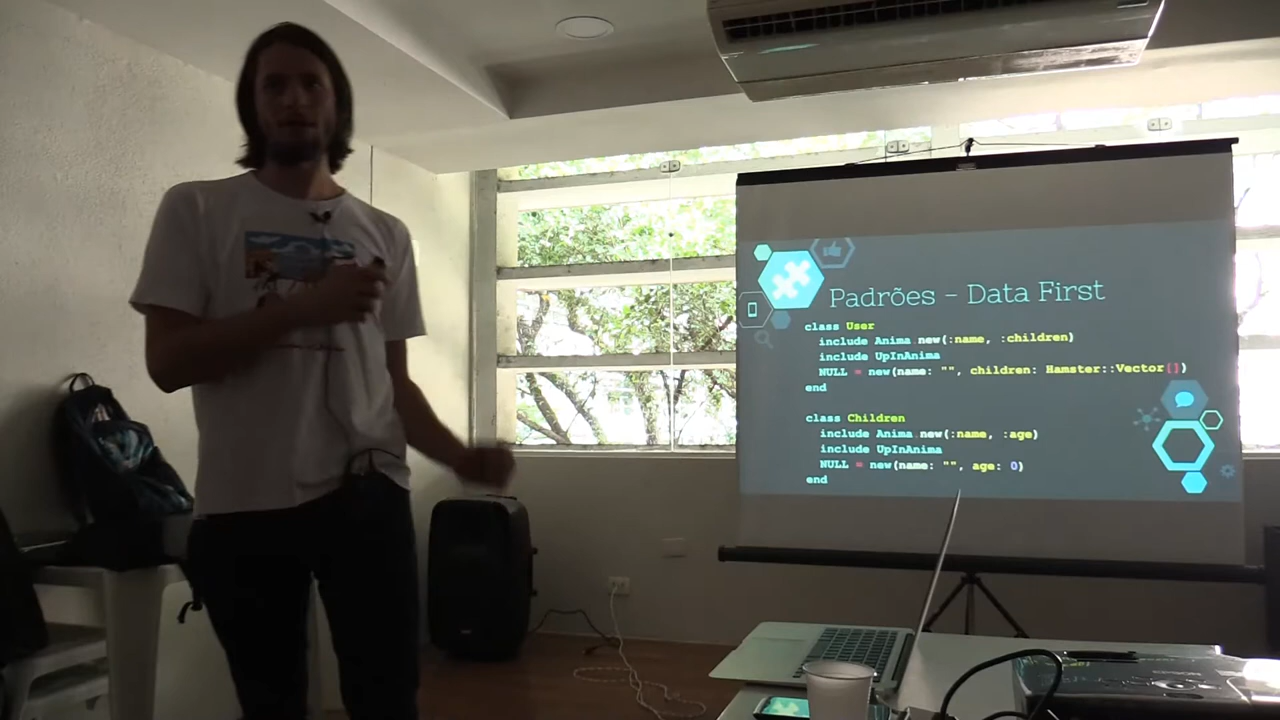 Padrões - Data First
class User
include Anima.new(:name, :children)
include UpInAnima
NULL = new(name: "", children: Hamster::Vector[])
end
class Children
include Anima.new(:name, :age)
include UpInAnima
NULL = new(name: "", age: 0)
end